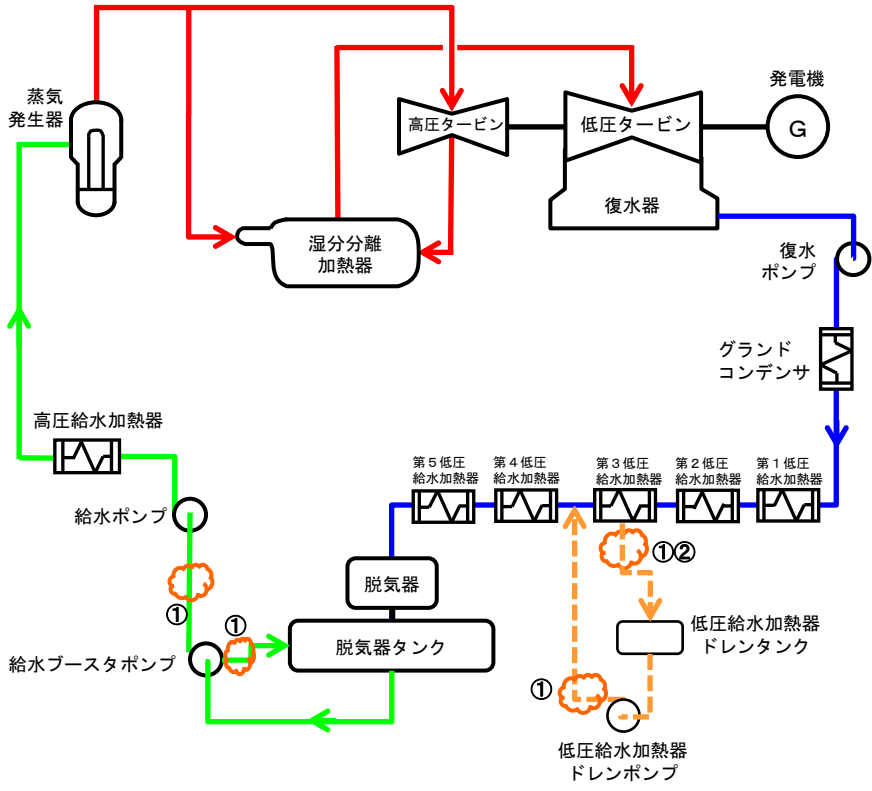 蒸気
発生器
高圧タービン
低圧タービン
発電機
G
復水器
湿分分離
加熱器
復水
ポンプ
グランド
コンデンサ
高圧給水加熱器
第5低圧
給水加熱器
第4低圧
給水加熱器
第3低圧
給水加熱器
第2低圧
給水加熱器
第1低圧
給水加熱器
給水ポンプ
①②
脱気器
①
①
低圧給水加熱器
ドレンタンク
脱気器タンク
給水ブースタポンプ
①
低圧給水加熱器
ドレンポンプ